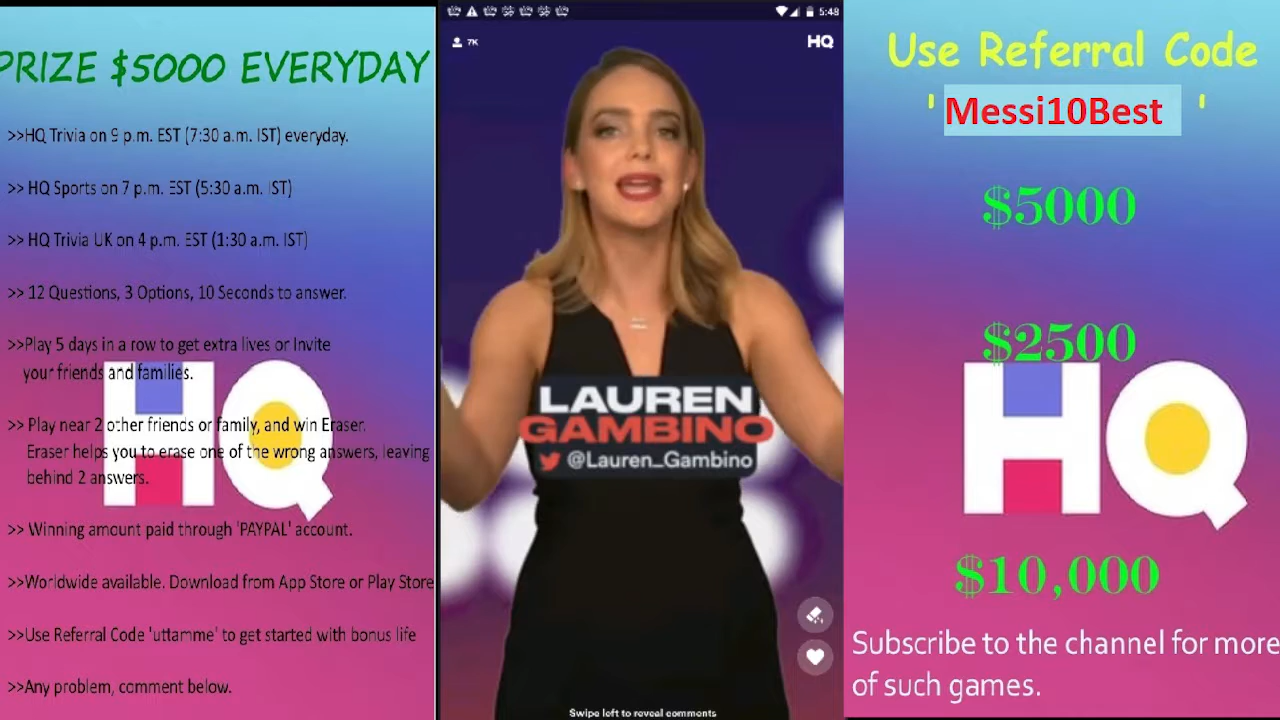 PRIZE $5000 EVERYDAY
>>HQ Trivia on 9 p.m. EST (7:30 a.m. IST) everyday.
>> HQ Sports on 7 p.m. EST (5:30 a.m. IST)
>> HQ Trivia UK on 4 p.m. EST (1:30 a.m. IST)
>> 12 Questions, 3 Options, 10 Seconds to answer.
>>Play 5 days in a row to get extra lives or Invite
your friends and families.
>> Play near 2 other friends or family, and win Eraser.
Eraser helps you to erase one of the wrong answers, leaving
behind 2 answers.
>> Winning amount paid through 'PAYPAL' account.
>>Worldwide available. Download from App Store or Play Store
>>Use Referral Code 'uttamme' to get started with bonus life
>>Any problem, comment below.
HQ
5:48
7K
HQ
LAUREN
GAMBINO
@Lauren_Gambino
Swipe left to reveal comments
Use Referral Code
' Messi10Best '
$5000
$2500
HQ
$10,000
Subscribe to the channel for more
of such games.